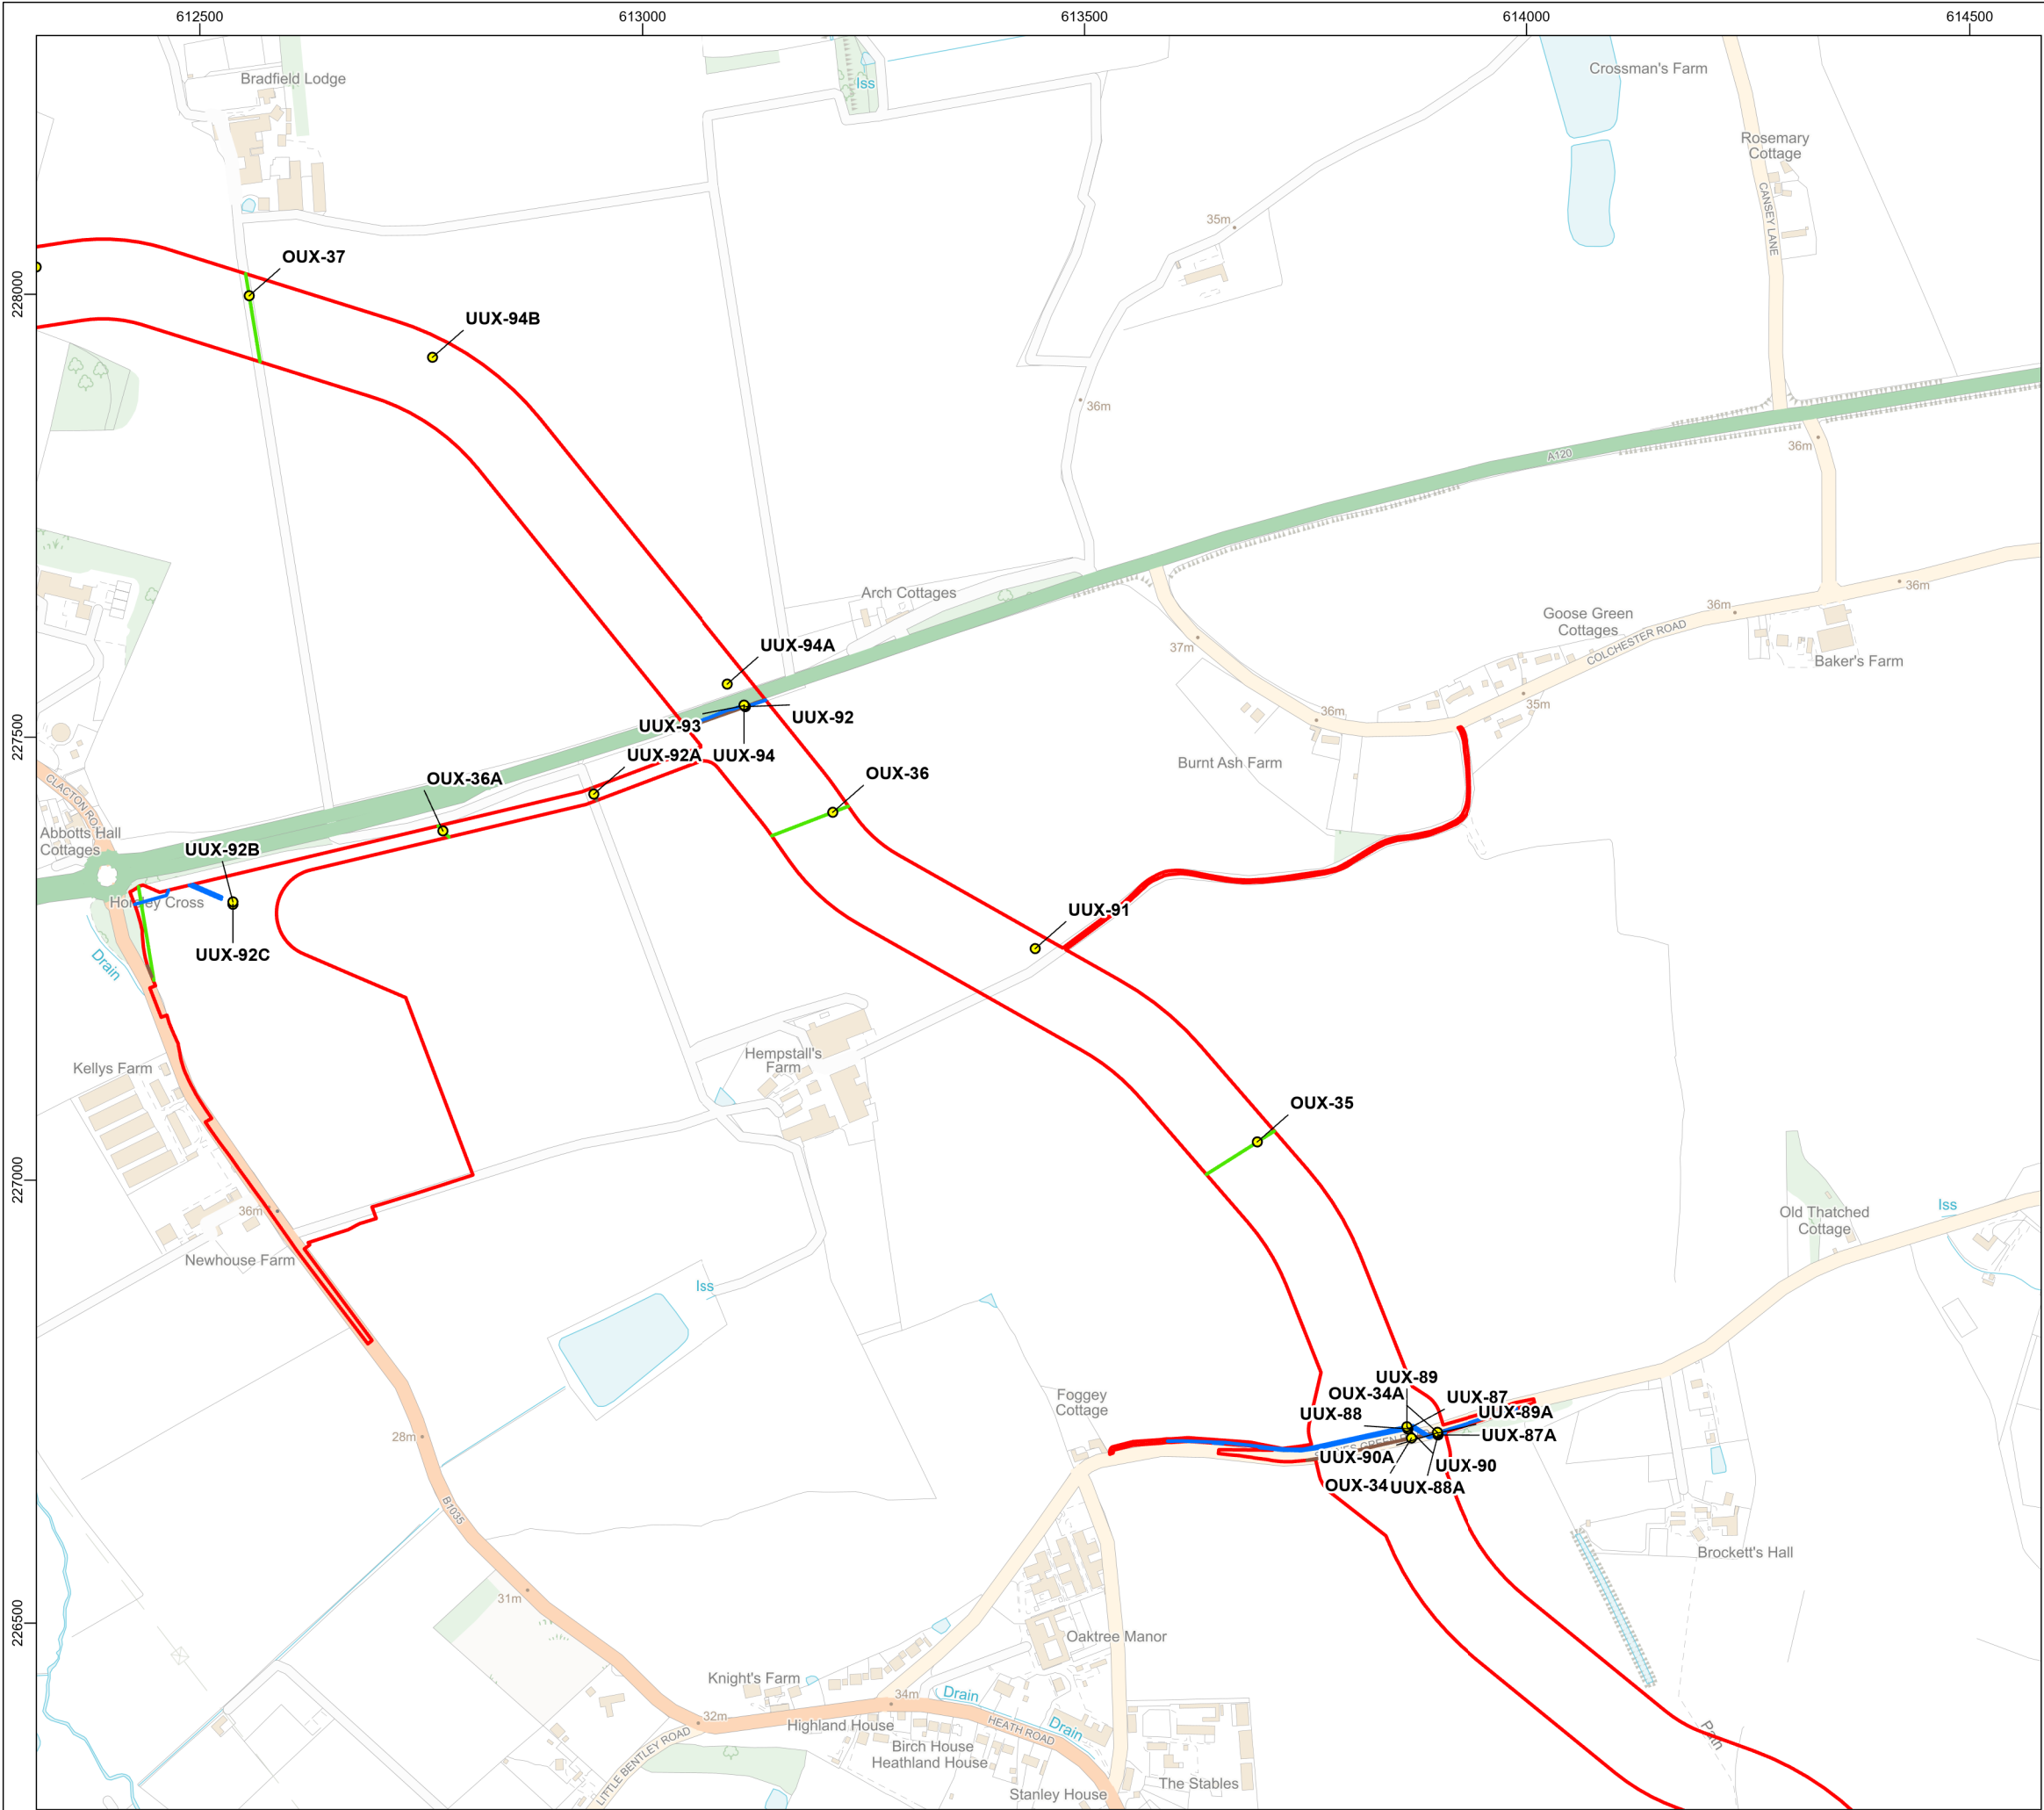 612500
613000
613500
614000
614500
228000
227500
227000
226500
Bradfield Lodge
Iss
Crossman's Farm
Rosemary
Cottage
CANSEY LANE
35m
OUX-37
UUX-94B
36m
36m
A120
Arch Cottages
UUX-94A
Goose Green
Cottages
36m
36m
COLCHESTER ROAD
37m
Baker's Farm
UUX-93
UUX-92
UUX-92A
UUX-94
36m
35m
OUX-36A
OUX-36
Burnt Ash Farm
CLACTON RO
Abbotts Hall
Cottages
UUX-92B
UUX-91
UUX-92C
Drain
Kellys Farm
Hempstall's
Farm
OUX-35
36m
Newhouse Farm
Old Thatched
Cottage
Iss
Iss
Foggey
Cottage
UUX-89
OUX-34A
UUX-87
UUX-88
UUX-89A
UUX-87A
28m
UUX-90A
UUX-90
OUX-34
UUX-88A
B1035
Brockett's Hall
31m
Oaktree Manor
Knight's Farm
34m
Drain
32m
Highland House
HEATH ROAD
Drain
Path
Birch House
Heathland House
LITTLE BENTLEY ROAD
The Stables
Stanley House